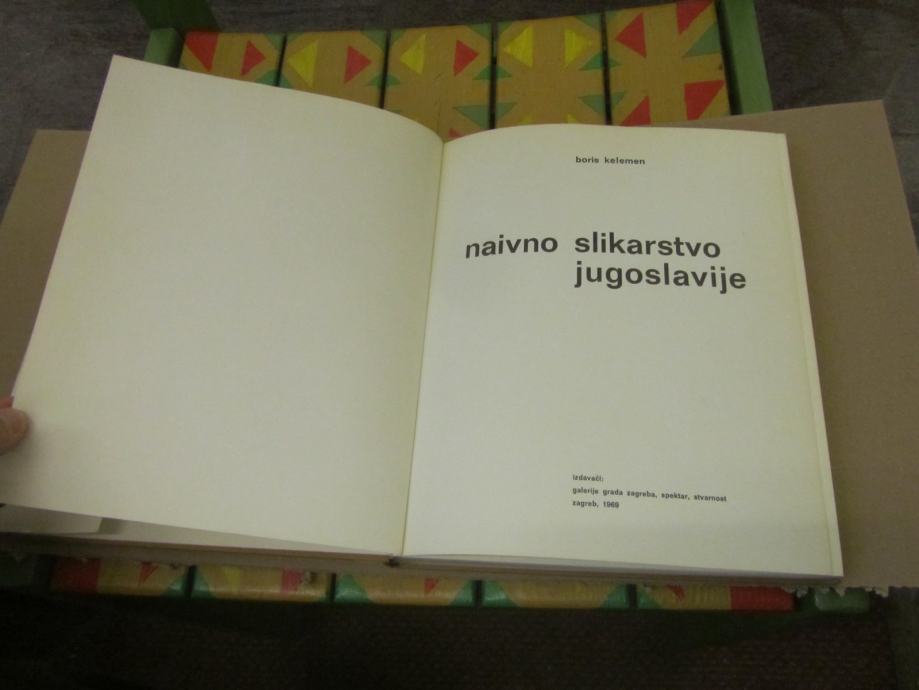 boris kelemen
naivno slikarstvo
jugoslavije
izdavači:
galerije grada zagreba, spektar, stvarnost
zagreb, 1969